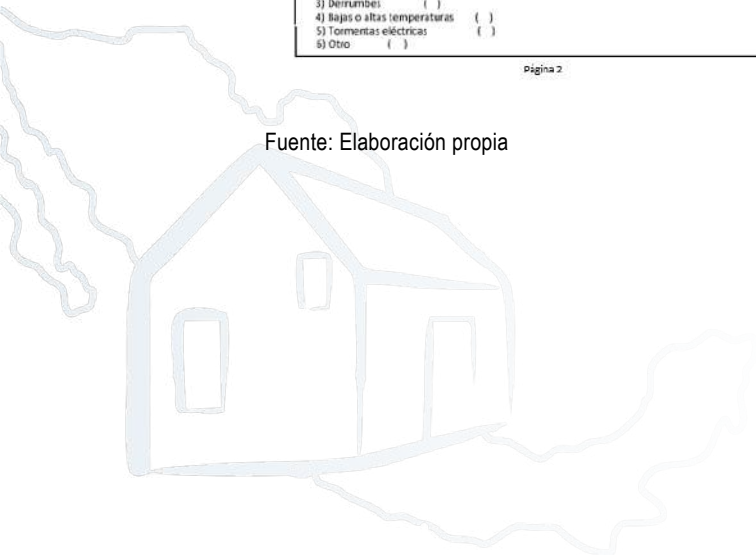 3) Derrumbes ( )
4) Bajas o altas temperaturas ( )
5) Tormentas eléctricas ( )
6) Otro ( )
Página 2
Fuente: Elaboración propia